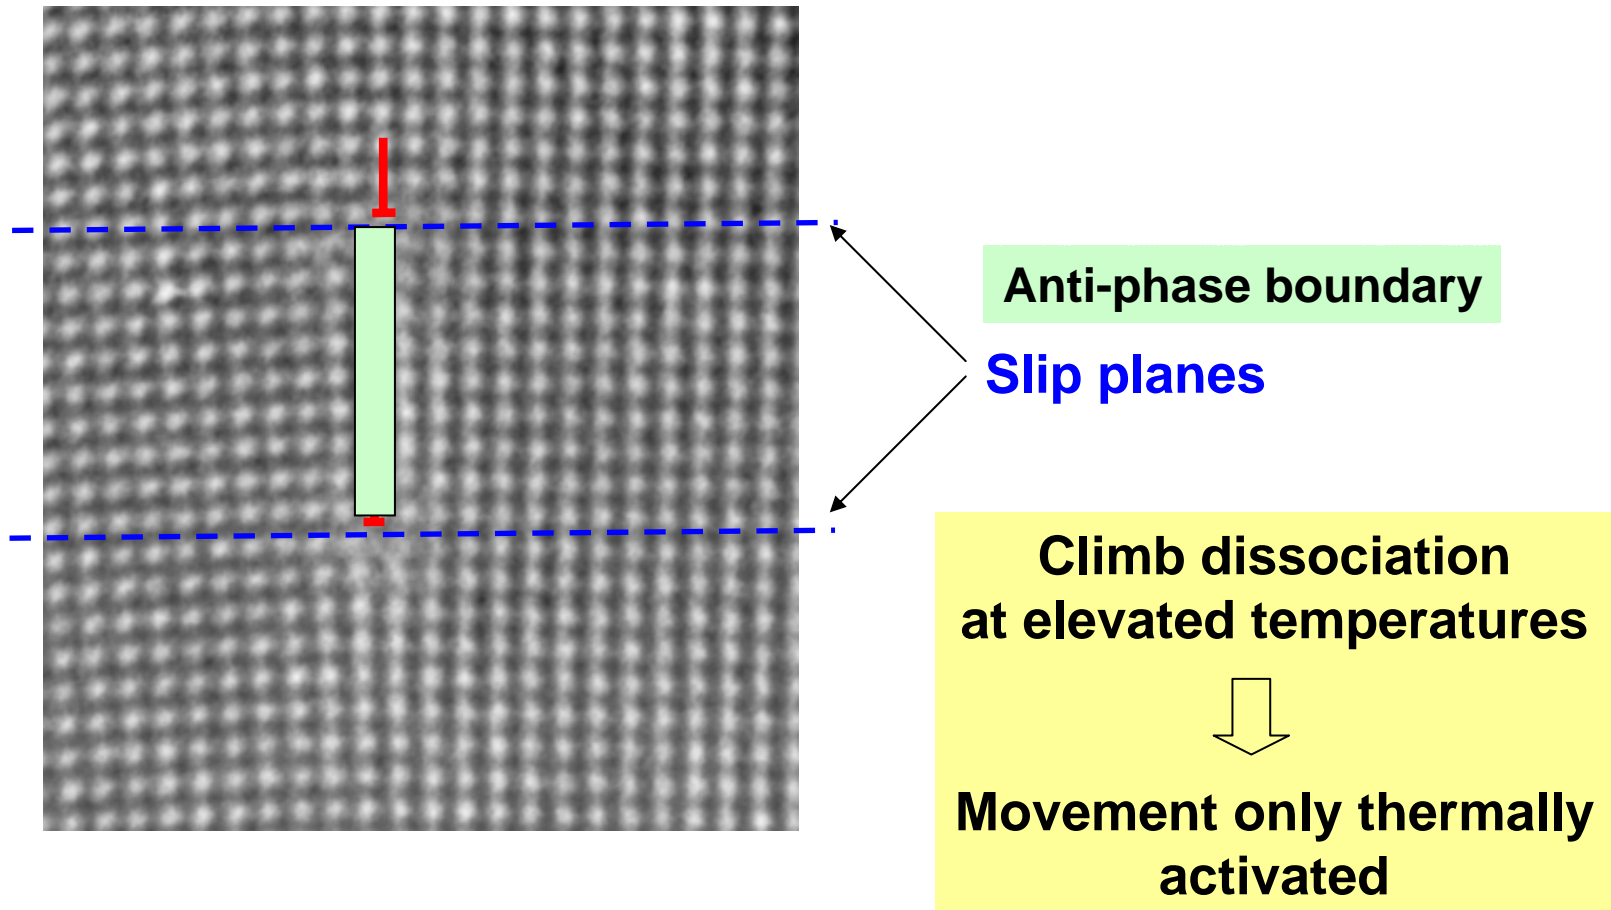 Anti-phase boundary
Slip planes
Climb dissociation
at elevated temperatures
Movement only thermally
activated